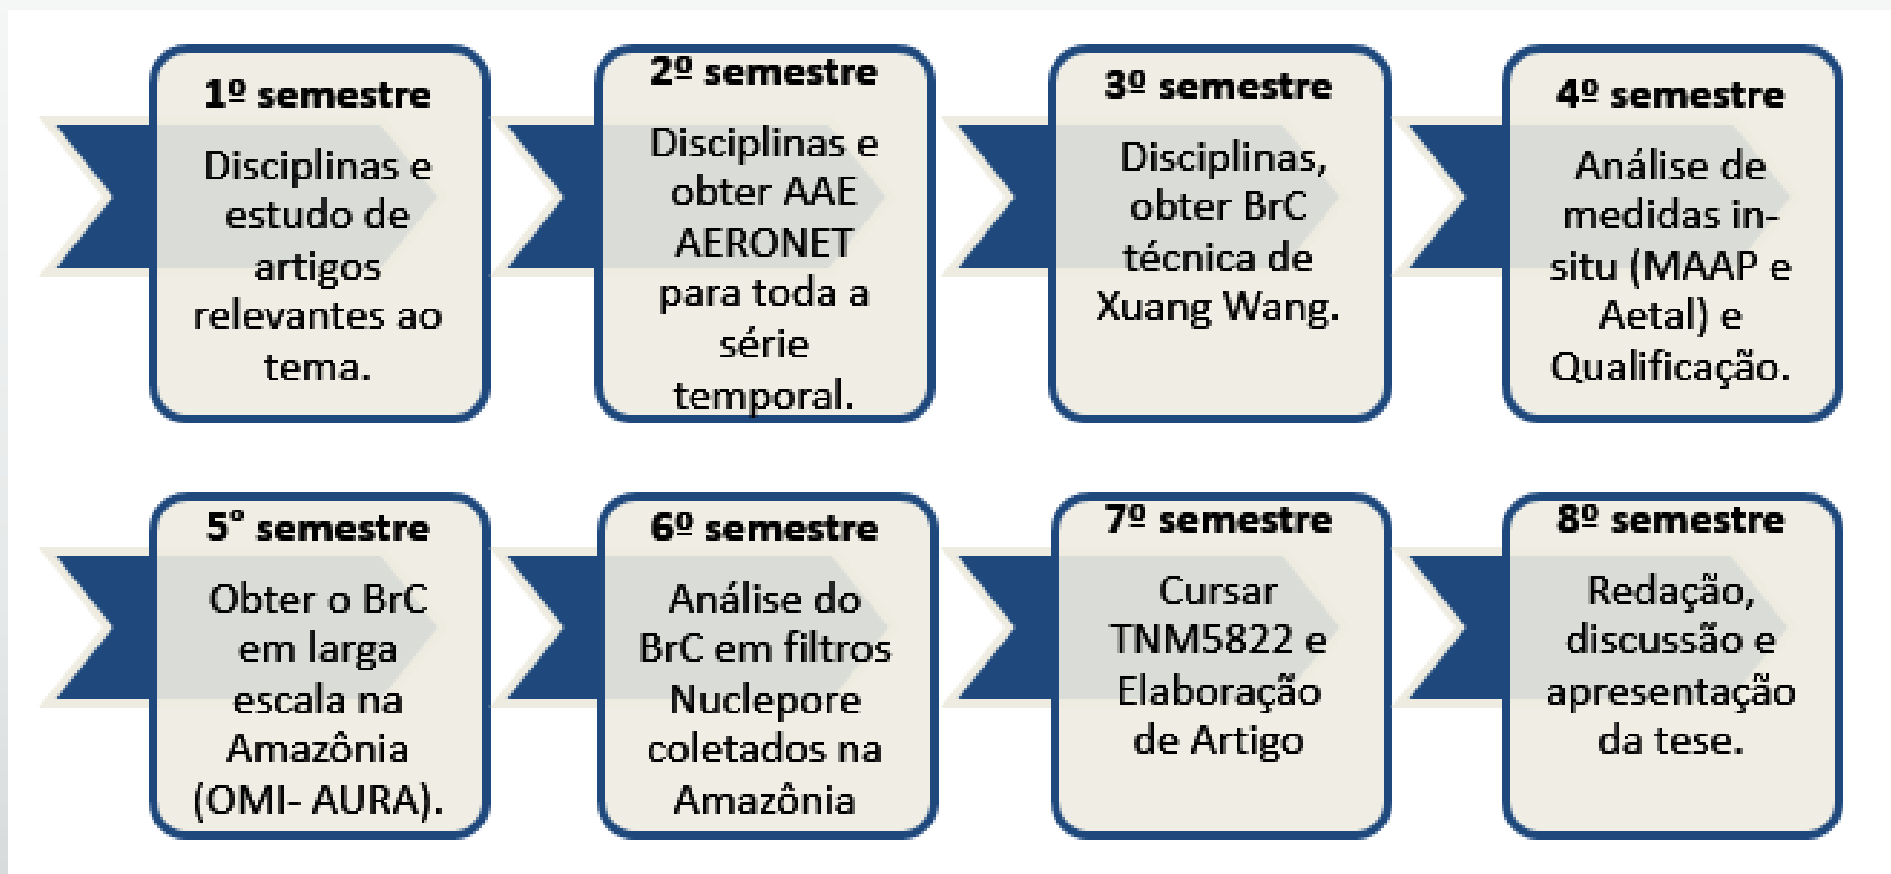 1º semestre
Disciplinas e
estudo de
artigos
relevantes ao
tema.
2º semestre
Disciplinas e
obter AAE
AERONET
para toda a
série
temporal.
3º semestre
Disciplinas,
obter BrC
técnica de
Xuang Wang.
4º semestre
Análise de
medidas in-
situ (MAAP e
Aetal) e
Qualificação.
5° semestre
Obter o BrC
em larga
escala na
Amazônia
(OMI- AURA).
6º semestre
Análise do
BrC em filtros
Nuclepore
coletados na
Amazônia
7º semestre
Cursar
TNM5822 e
Elaboração
de Artigo
8º semestre
Redação,
discussão e
apresentação
da tese.